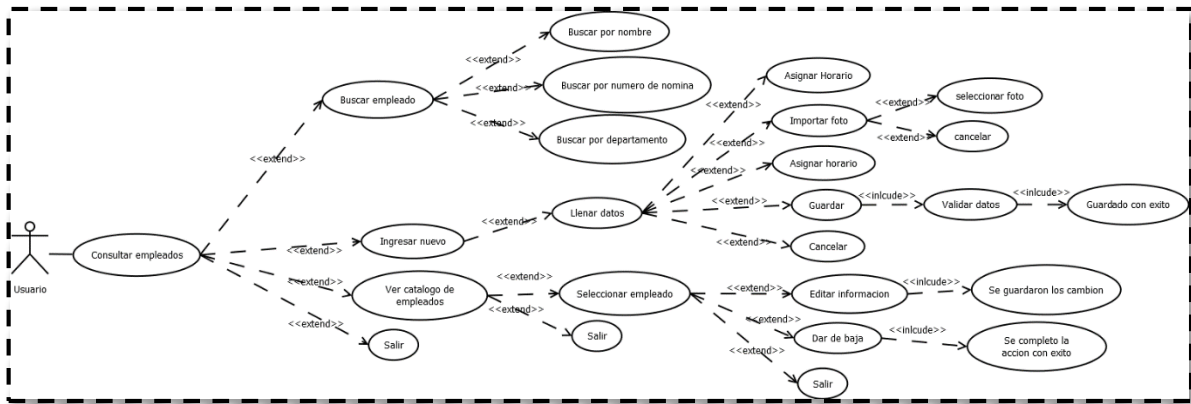 Buscar por nombre
<<extend>>
Buscar empleado
<<extend>>
Buscar por numero de nomina
<<extend>>
Buscar por departamento
<<extend>>
Asignar Horario
<<extend>>
Importar foto
<<extend>>
seleccionar foto
<<extend>>
cancelar
<<extend>>
Asignar horario
<<extend>>
Llenar datos
<<extend>>
Guardar
<<inlcude>>
Validar datos
<<inlcude>>
Guardado con exito
<<extend>>
Cancelar
<<extend>>
Usuario
Consultar empleados
<<extend>>
Ingresar nuevo
<<extend>>
<<extend>>
Ver catalogo de
empleados
<<extend>>
Seleccionar empleado
<<extend>>
Editar informacion
<<inlcude>>
Se guardaron los cambion
<<extend>>
Salir
<<extend>>
Salir
<<extend>>
Dar de baja
<<inlcude>>
Se completo la
accion con exito
<<extend>>
Salir